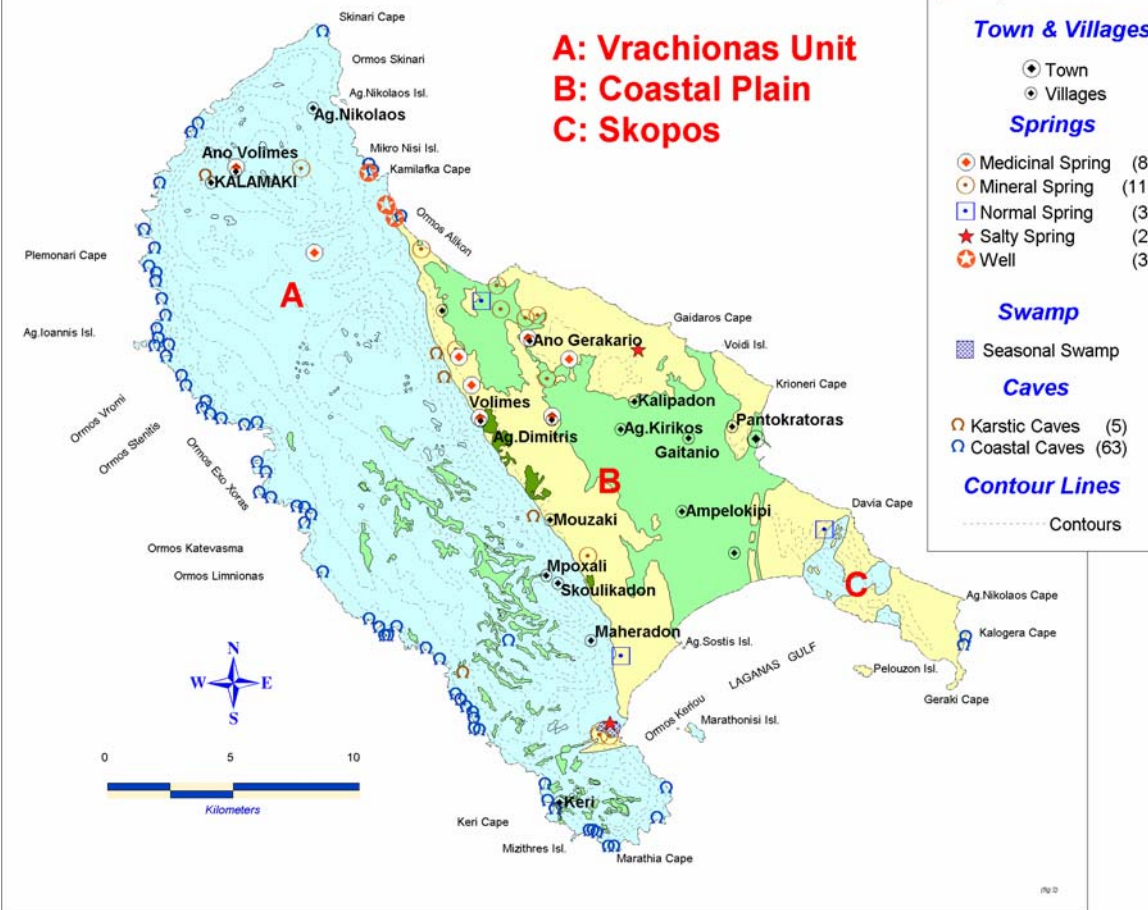 Skinari Cape
Ormos Skinari
Ag.Nikolaos Isl.
Ag.Nikolaos
Mikro Nisi Isl.
Kamilafka Cape
Ano Volimes
KALAMAKI
Ormos Alikon
Plemonari Cape
Ag.Ioannis Isl.
Ormos Vromi
Ormos Stenitis
Ormos Exo Xoras
Ormos Katevasma
Ormos Limnionas
A: Vrachionas Unit
B: Coastal Plain
C: Skopos
A
B
C
Gaidaros Cape
Voidi Isl.
Krioneri Cape
Ano Gerakario
Kalipadon
Pantokratoras
Volimes
Ag.Dimitris
Ag.Kirikos
Gaitanio
Ampelokipi
Mouzaki
Mpoxali
Skoulikadon
Maheradon
Davia Cape
Ag.Nikolaos Cape
Kalogera Cape
Pelouzon Isl.
Geraki Cape
Ag.Sostis Isl.
LAGANAS GULF
Ormos Keriou
Marathonisi Isl.
Keri
Keri Cape
Mizithres Isl.
Marathia Cape
N
W E
S
0 5 10
Kilometers
Town & Villages
Town
Villages
Springs
Medicinal Spring (8
Mineral Spring (11
Normal Spring (3
Salty Spring (2
Well (3
Swamp
Seasonal Swamp
Caves
Karstic Caves (5)
Coastal Caves (63)
Contour Lines
Contours